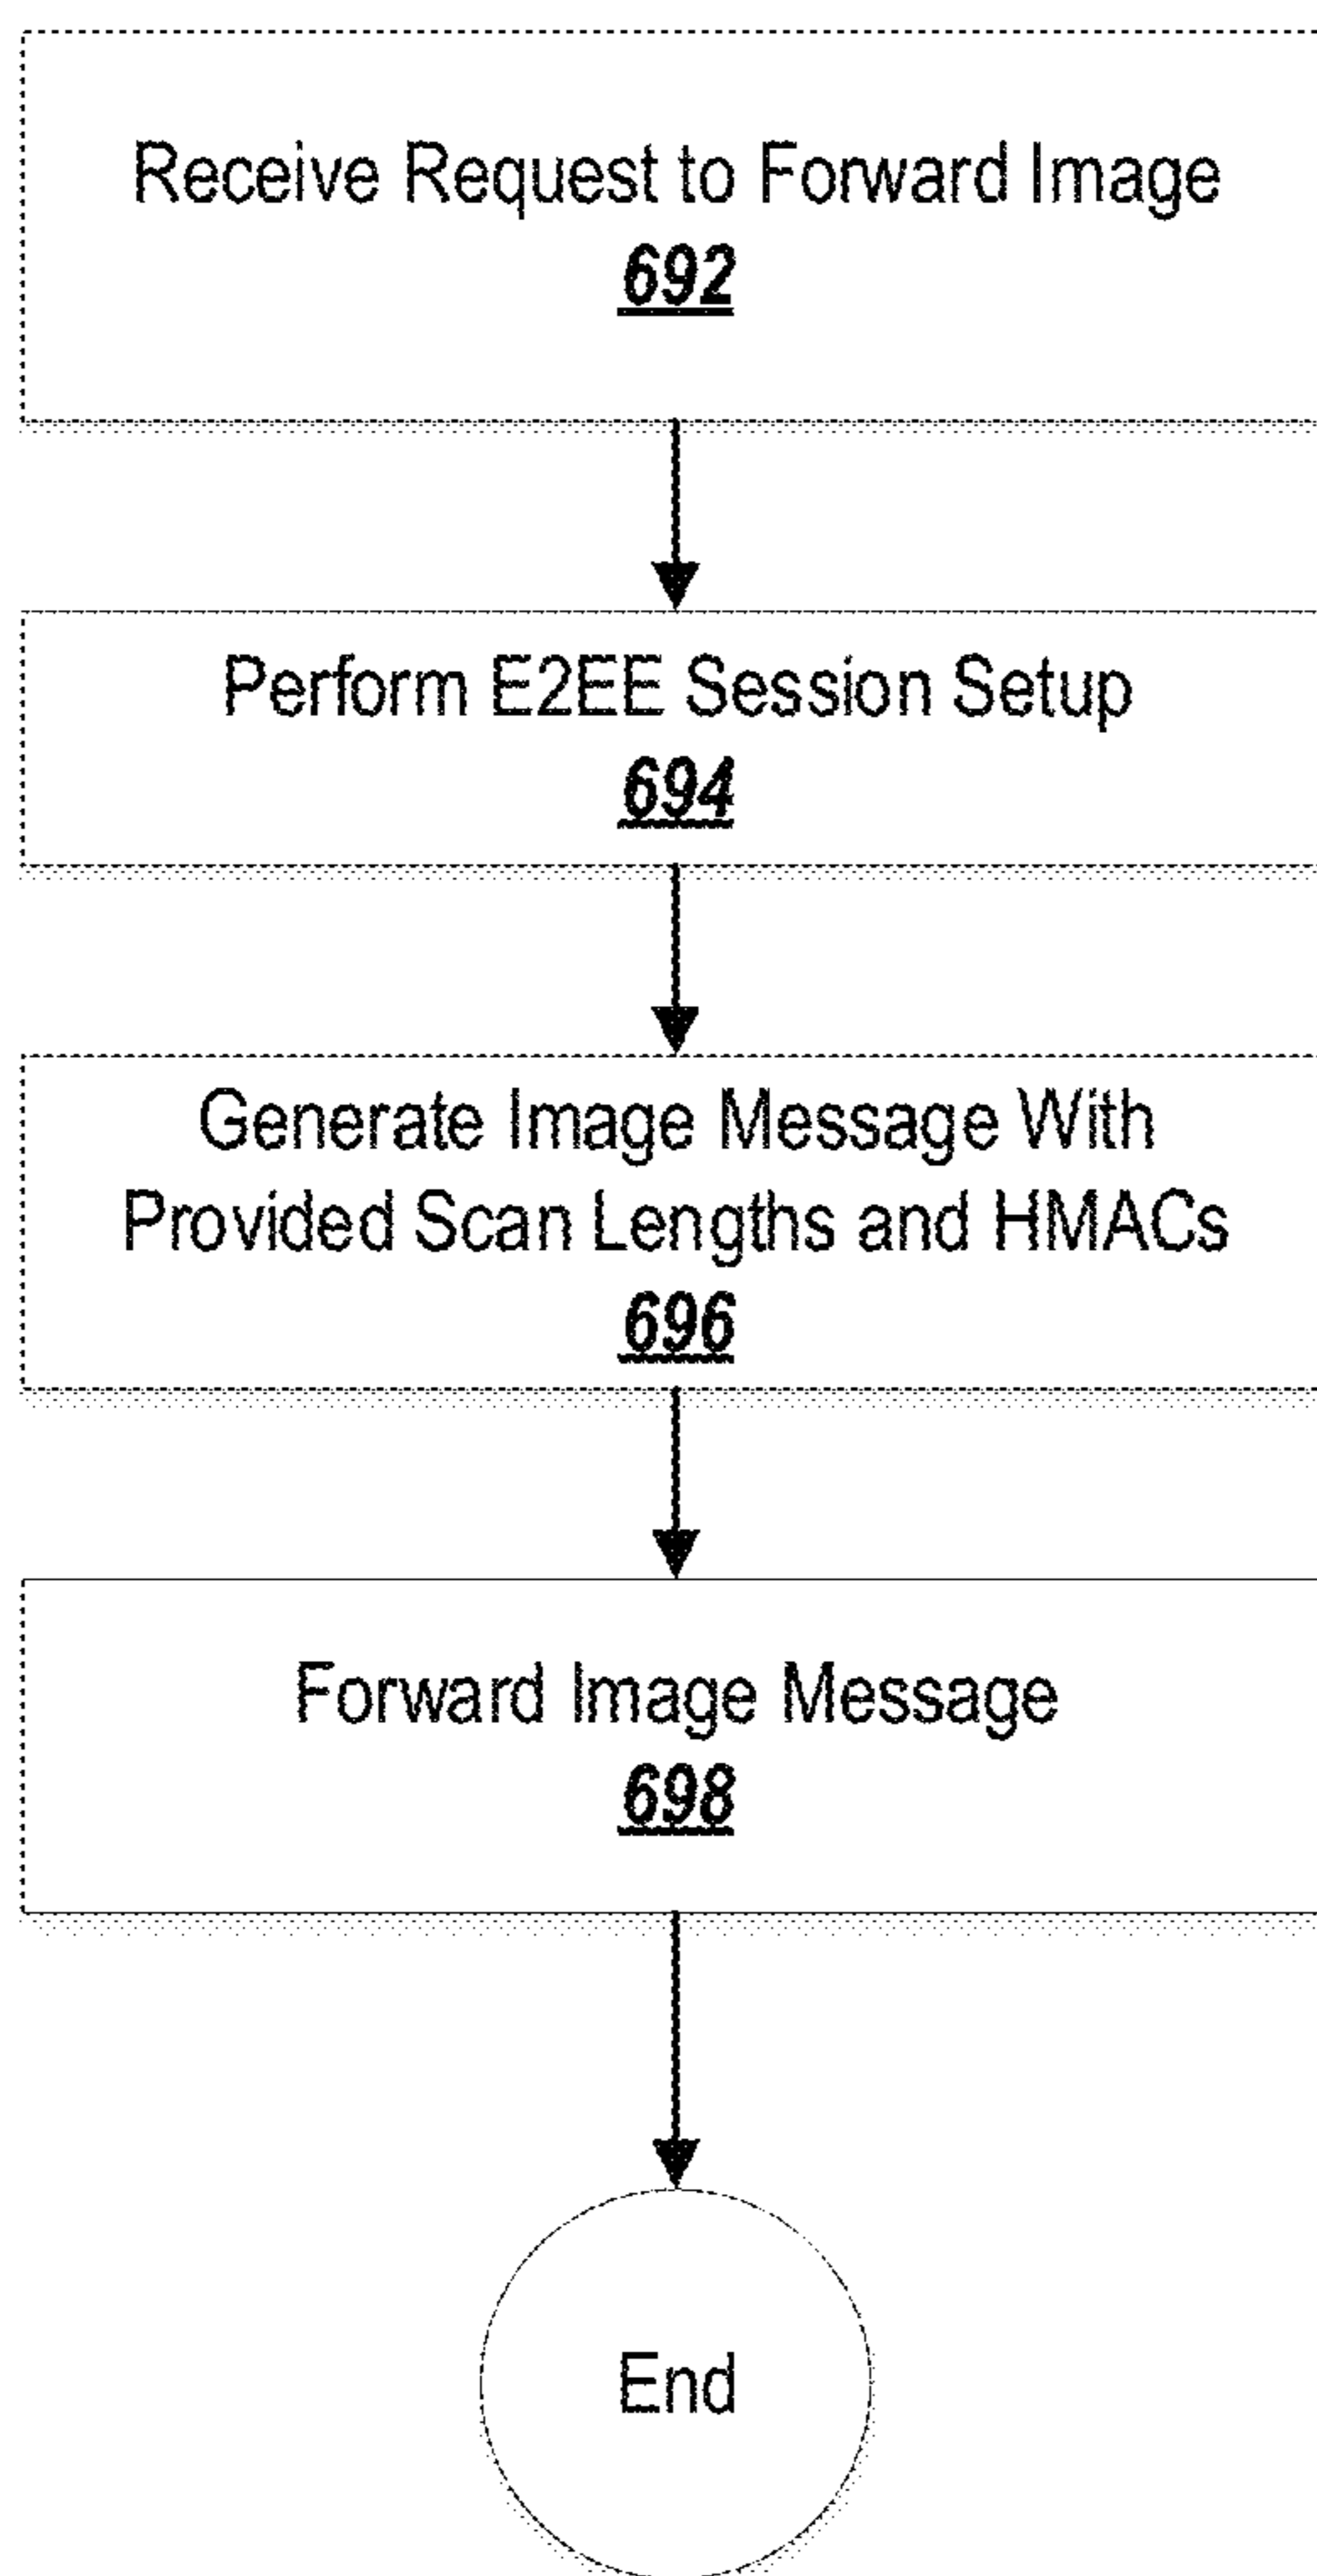 Receive Request to Forward Image
692
Perform E2EE Session Setup
694
Generate Image Message With
Provided Scan Lengths and HMACs
696
Forward Image Message
698
End